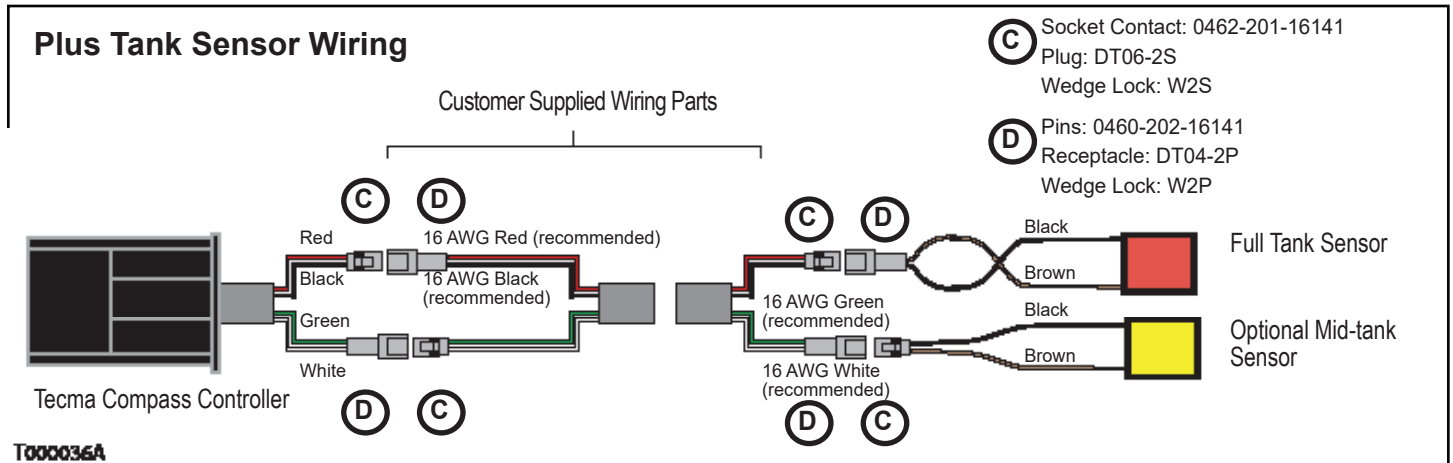 Plus Tank Sensor Wiring
C
Socket Contact: 0462-201-16141
Plug: DT06-2S
Wedge Lock: W2S
D
Pins: 0460-202-16141
Receptacle: DT04-2P
Wedge Lock: W2P
Customer Supplied Wiring Parts
C
D
C
D
Red
16 AWG Red (recommended)
Black
16 AWG Black
(recommended)
Green
White
D
C
Tecma Compass Controller
16 AWG Green
(recommended)
16 AWG White
(recommended)
D
C
Black
Brown
Full Tank Sensor
Black
Brown
Optional Mid-tank
Sensor
T000036A